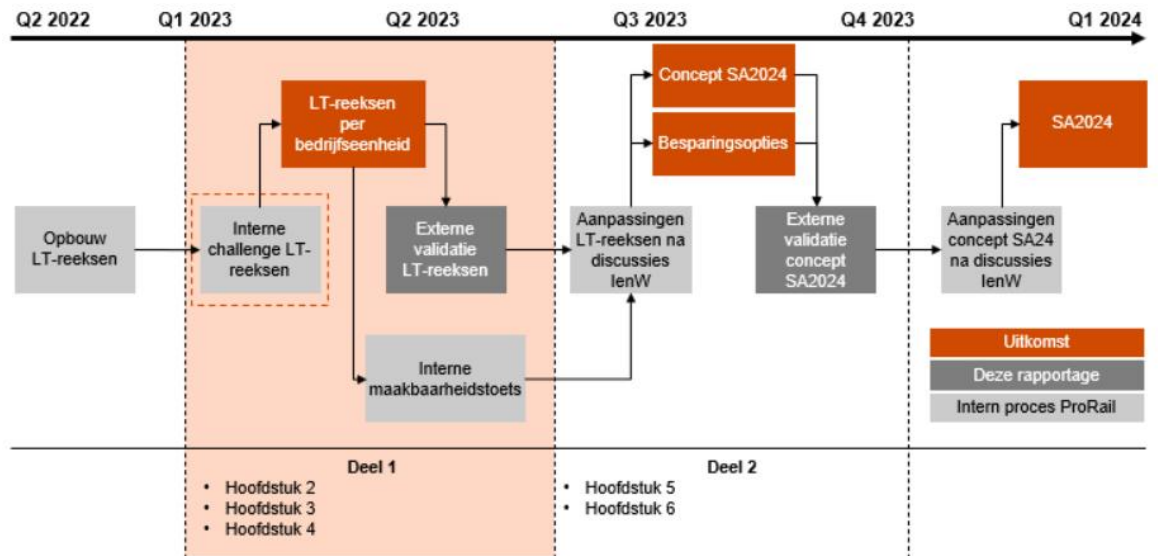 Q2 2022
Q1 2023
Q2 2023
Q3 2023
Q4 2023
Q1 2024
Opbouw
LT-reeksen
Interne
challenge LT-
reeksen
LT-reeksen
per
bedrijfseenheid
Externe
validatie
LT-reeksen
Interne
maakbaarheidstoets
Concept SA2024
Besparingsopties
Aanpassingen
LT-reeksen na
discussies
IenW
Externe
validatie
concept
SA2024
SA2024
Aanpassingen
concept SA24
na discussies
IenW
Uitkomst
Deze rapportage
Intern proces ProRail
Deel 1
• Hoofdstuk 2
• Hoofdstuk 3
• Hoofdstuk 4
Deel 2
• Hoofdstuk 5
• Hoofdstuk 6